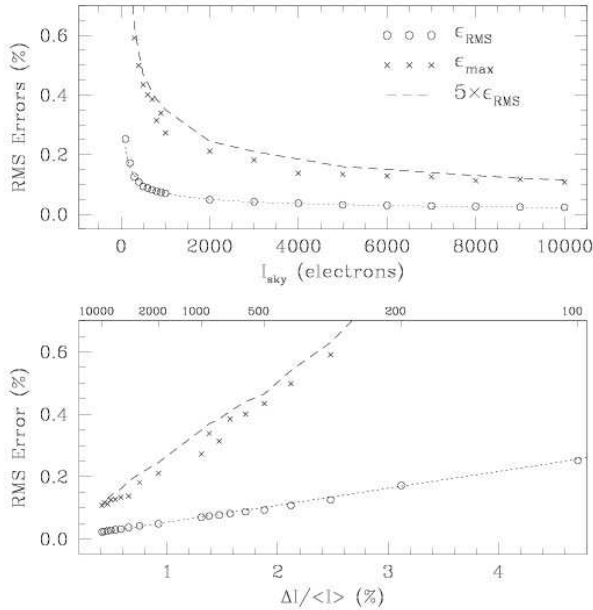 0.6
0.4
0.2
0.0
RMS Errors (%)
ε_RMS
ε_max
5×ε_RMS
0 2000 4000 6000 8000 10000
I_sky (electrons)
10000 2000 1000 500 200 100
0.6
0.4
0.2
0.0
RMS Error (%)
1 2 3 4
ΔI/<I> (%)